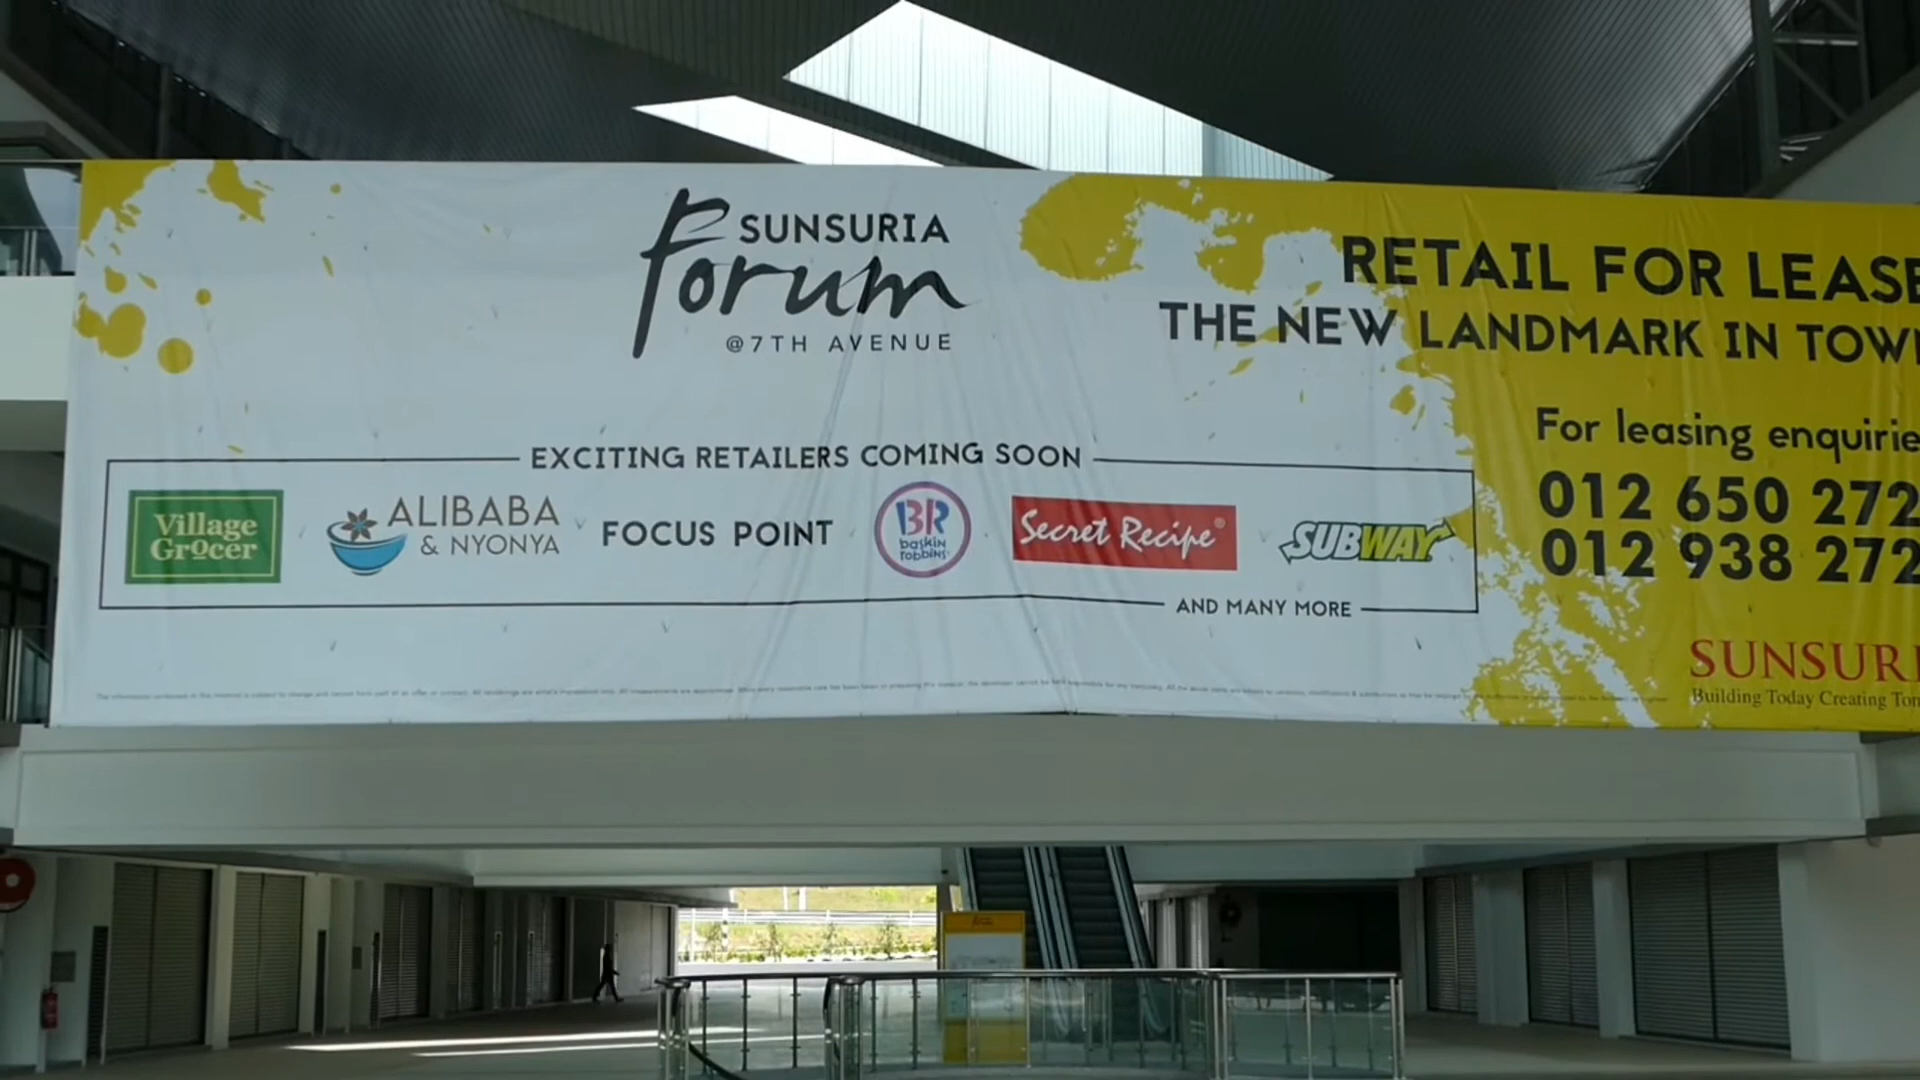 SUNSURIA
forum
@7TH AVENUE
RETAIL FOR LEASE
THE NEW LANDMARK IN TOW
For leasing enquirie
012 650 272
012 938 272
EXCITING RETAILERS COMING SOON
Village
Grocer
ALIBABA
& NYONYA
FOCUS POINT
BR
baskin
robbins
Secret Recipe®
SUBWAY
AND MANY MORE
SUNSURI
Building Today Creating Tom